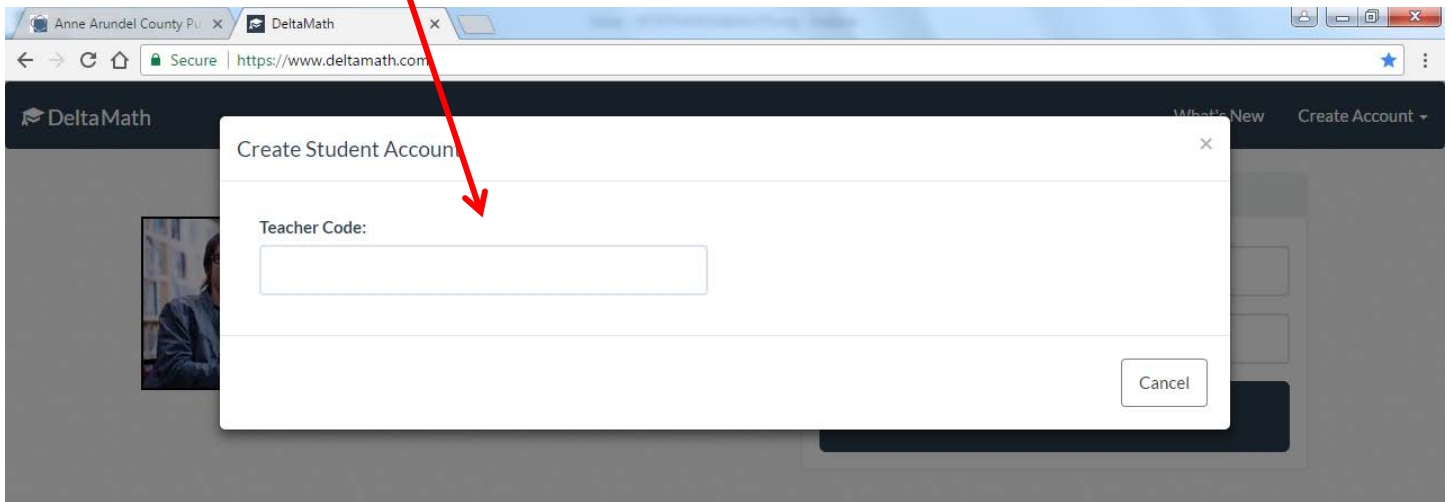 Anne Arundel County Pu
DeltaMath
Secure | https://www.deltamath.com
DeltaMath
What's New
Create Account
Create Student Account
Teacher Code:
Cancel